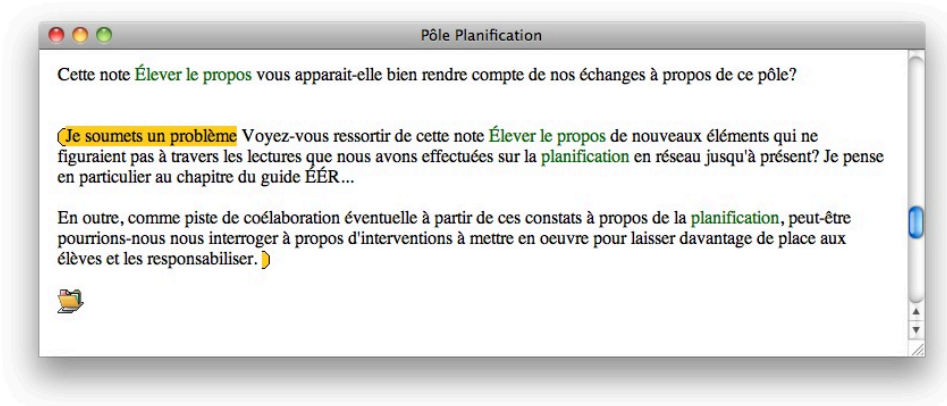 Pôle Planification
Cette note Élever le propos vous apparait-elle bien rendre compte de nos échanges à propos de ce pôle?
(Je soumets un problème Voyez-vous ressortir de cette note Élever le propos de nouveaux éléments qui ne
figuraient pas à travers les lectures que nous avons effectuées sur la planification en réseau jusqu'à présent? Je pense
en particulier au chapitre du guide ÉÉR...
En outre, comme piste de coélaboration éventuelle à partir de ces constats à propos de la planification, peut-être
pourrions-nous nous interroger à propos d'interventions à mettre en oeuvre pour laisser davantage de place aux
élèves et les responsabiliser. )